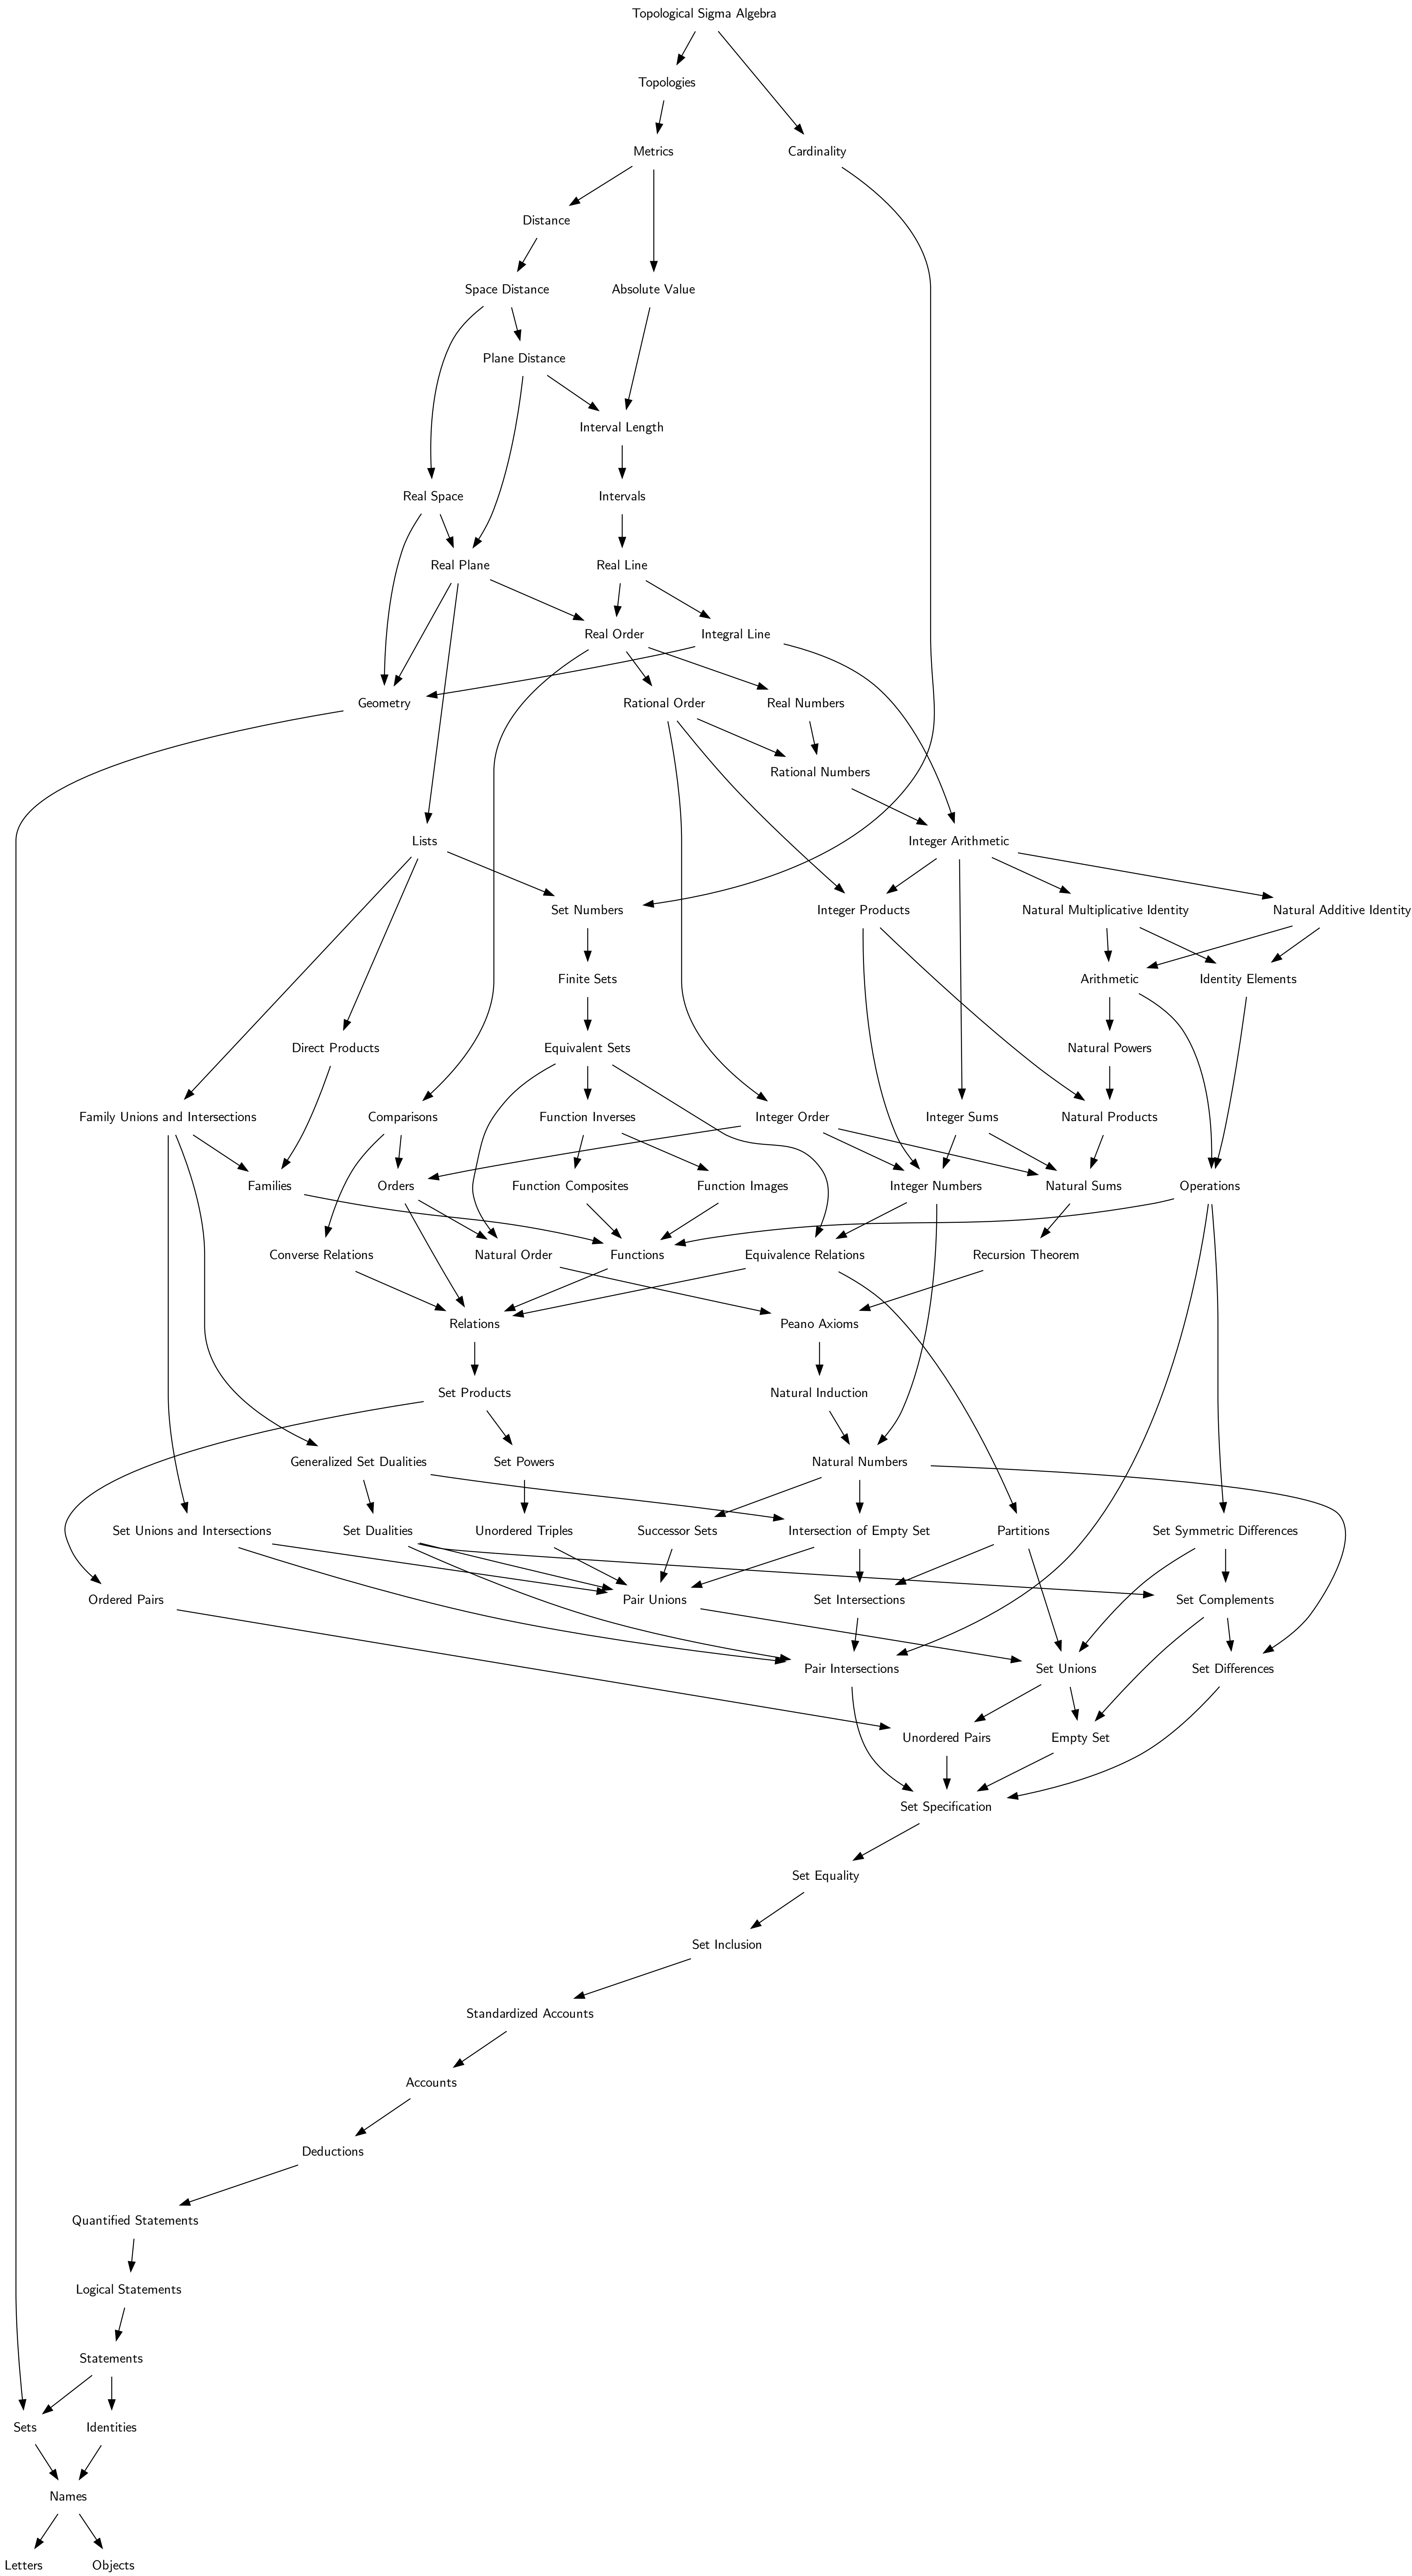 Topological Sigma Algebra
Topologies
Metrics
Cardinality
Distance
Space Distance
Absolute Value
Plane Distance
Interval Length
Real Space
Intervals
Real Plane
Real Line
Real Order
Integral Line
Geometry
Rational Order
Real Numbers
Rational Numbers
Lists
Integer Arithmetic
Set Numbers
Integer Products
Natural Multiplicative Identity
Natural Additive Identity
Finite Sets
Arithmetic
Identity Elements
Direct Products
Equivalent Sets
Natural Powers
Family Unions and Intersections
Comparisons
Function Inverses
Integer Order
Integer Sums
Natural Products
Families
Orders
Function Composites
Function Images
Integer Numbers
Natural Sums
Operations
Converse Relations
Natural Order
Functions
Equivalence Relations
Recursion Theorem
Relations
Peano Axioms
Set Products
Natural Induction
Generalized Set Dualities
Set Powers
Natural Numbers
Set Unions and Intersections
Set Dualities
Unordered Triples
Successor Sets
Intersection of Empty Set
Partitions
Set Symmetric Differences
Ordered Pairs
Pair Unions
Set Intersections
Set Complements
Pair Intersections
Set Unions
Set Differences
Unordered Pairs
Empty Set
Set Specification
Set Equality
Set Inclusion
Standardized Accounts
Accounts
Deductions
Quantified Statements
Logical Statements
Statements
Sets
Identities
Names
Letters
Objects